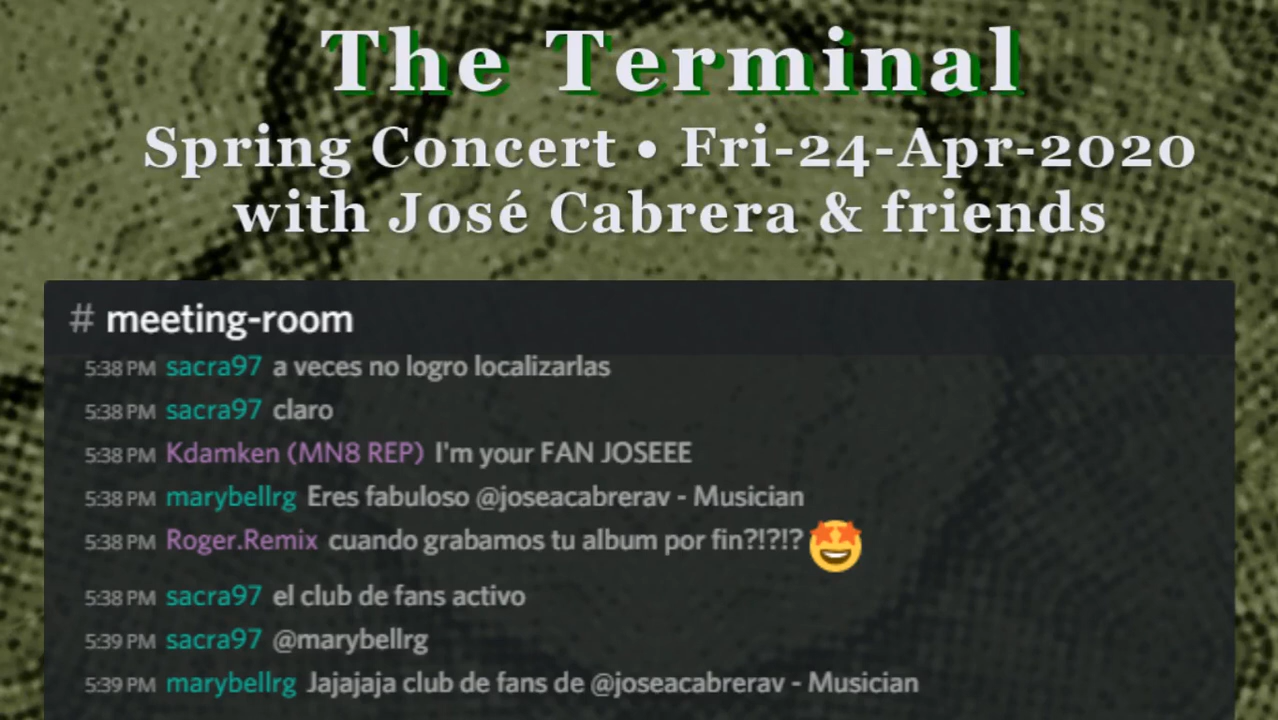 The Terminal
Spring Concert • Fri-24-Apr-2020
with José Cabrera & friends
# meeting-room
5:38 PM sacra97 a veces no logro localizarlas
5:38 PM sacra97 claro
5:38 PM Kdamken (MN8 REP) I'm your FAN JOSEEE
5:38 PM marybellrg Eres fabuloso @joseacabrerav - Musician
5:38 PM Roger.Remix cuando grabamos tu album por fin?!?!? 🤩
5:38 PM sacra97 el club de fans activo
5:39 PM sacra97 @marybellrg
5:39 PM marybellrg Jajajaja club de fans de @joseacabrerav - Musician